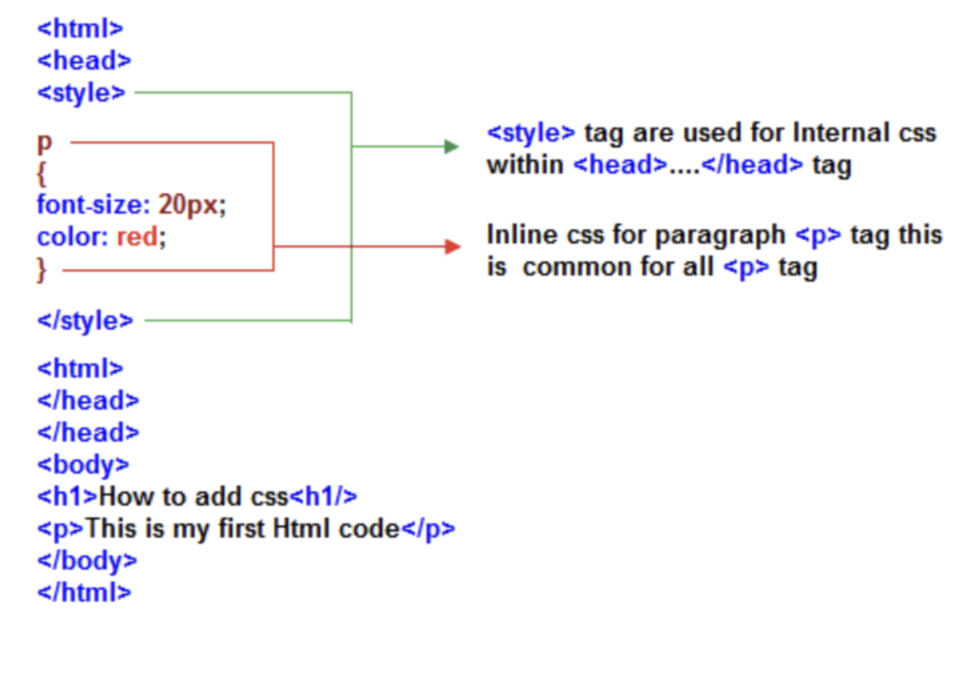 <html>
<head>
<style>
p
{
font-size: 20px;
color: red;
}
</style>
<html>
</head>
</head>
<body>
<h1>How to add css<h1/>
<p>This is my first Html code</p>
</body>
</html>
<style> tag are used for Internal css
within <head>....</head> tag
Inline css for paragraph <p> tag this
is common for all <p> tag